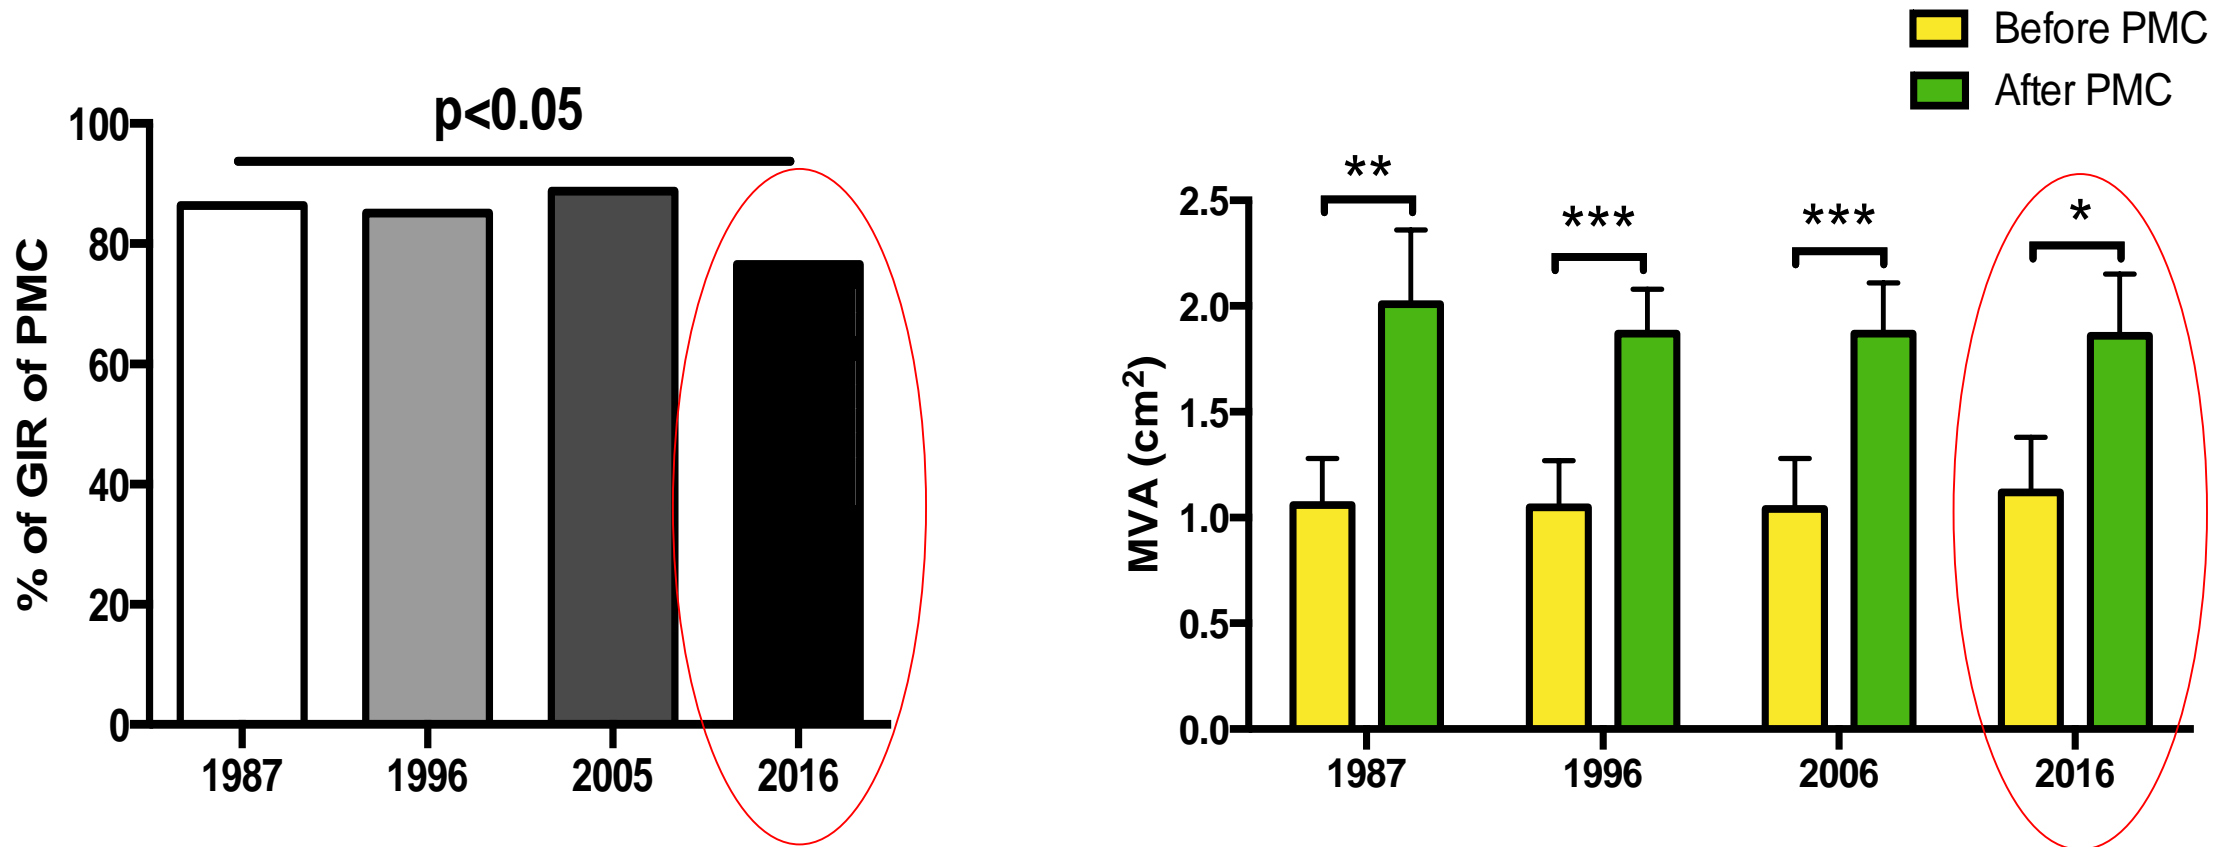 p<0.05
100
80
60
40
20
0
% of GIR of PMC
1987 1996 2005 2016
Before PMC
After PMC
** *** *** *
2.5
2.0
1.5
1.0
0.5
0.0
MVA (cm²)
1987 1996 2006 2016